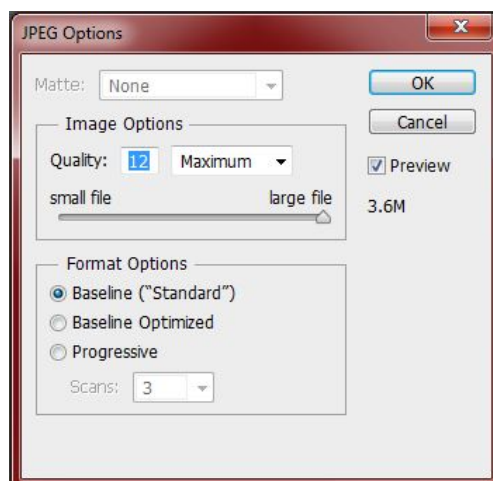 JPEG Options
Matte: None
OK
Image Options
Cancel
Quality: 12 Maximum
Preview
small file large file
3.6M
Format Options
Baseline (“Standard”)
Baseline Optimized
Progressive
Scans: 3